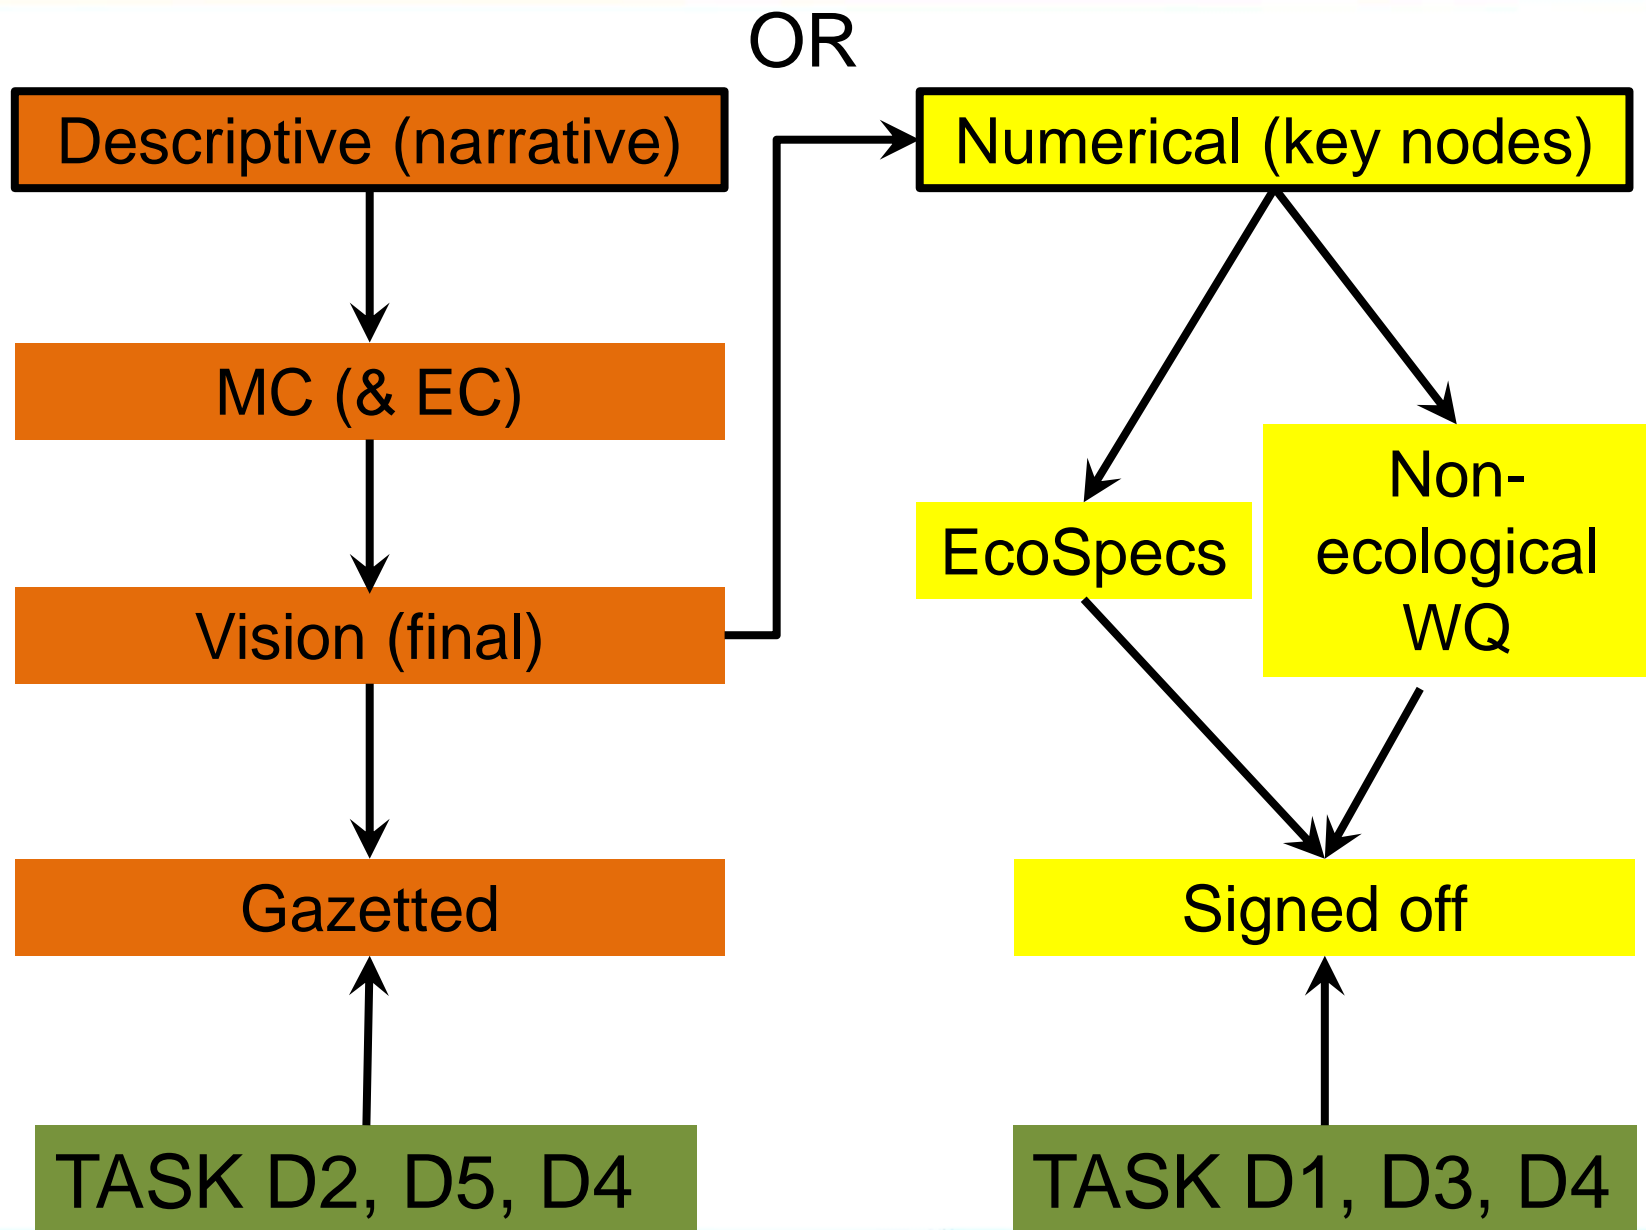 OR
Descriptive (narrative)
Numerical (key nodes)
MC (& EC)
Vision (final)
EcoSpecs
Non-
ecological
WQ
Gazetted
Signed off
TASK D2, D5, D4
TASK D1, D3, D4